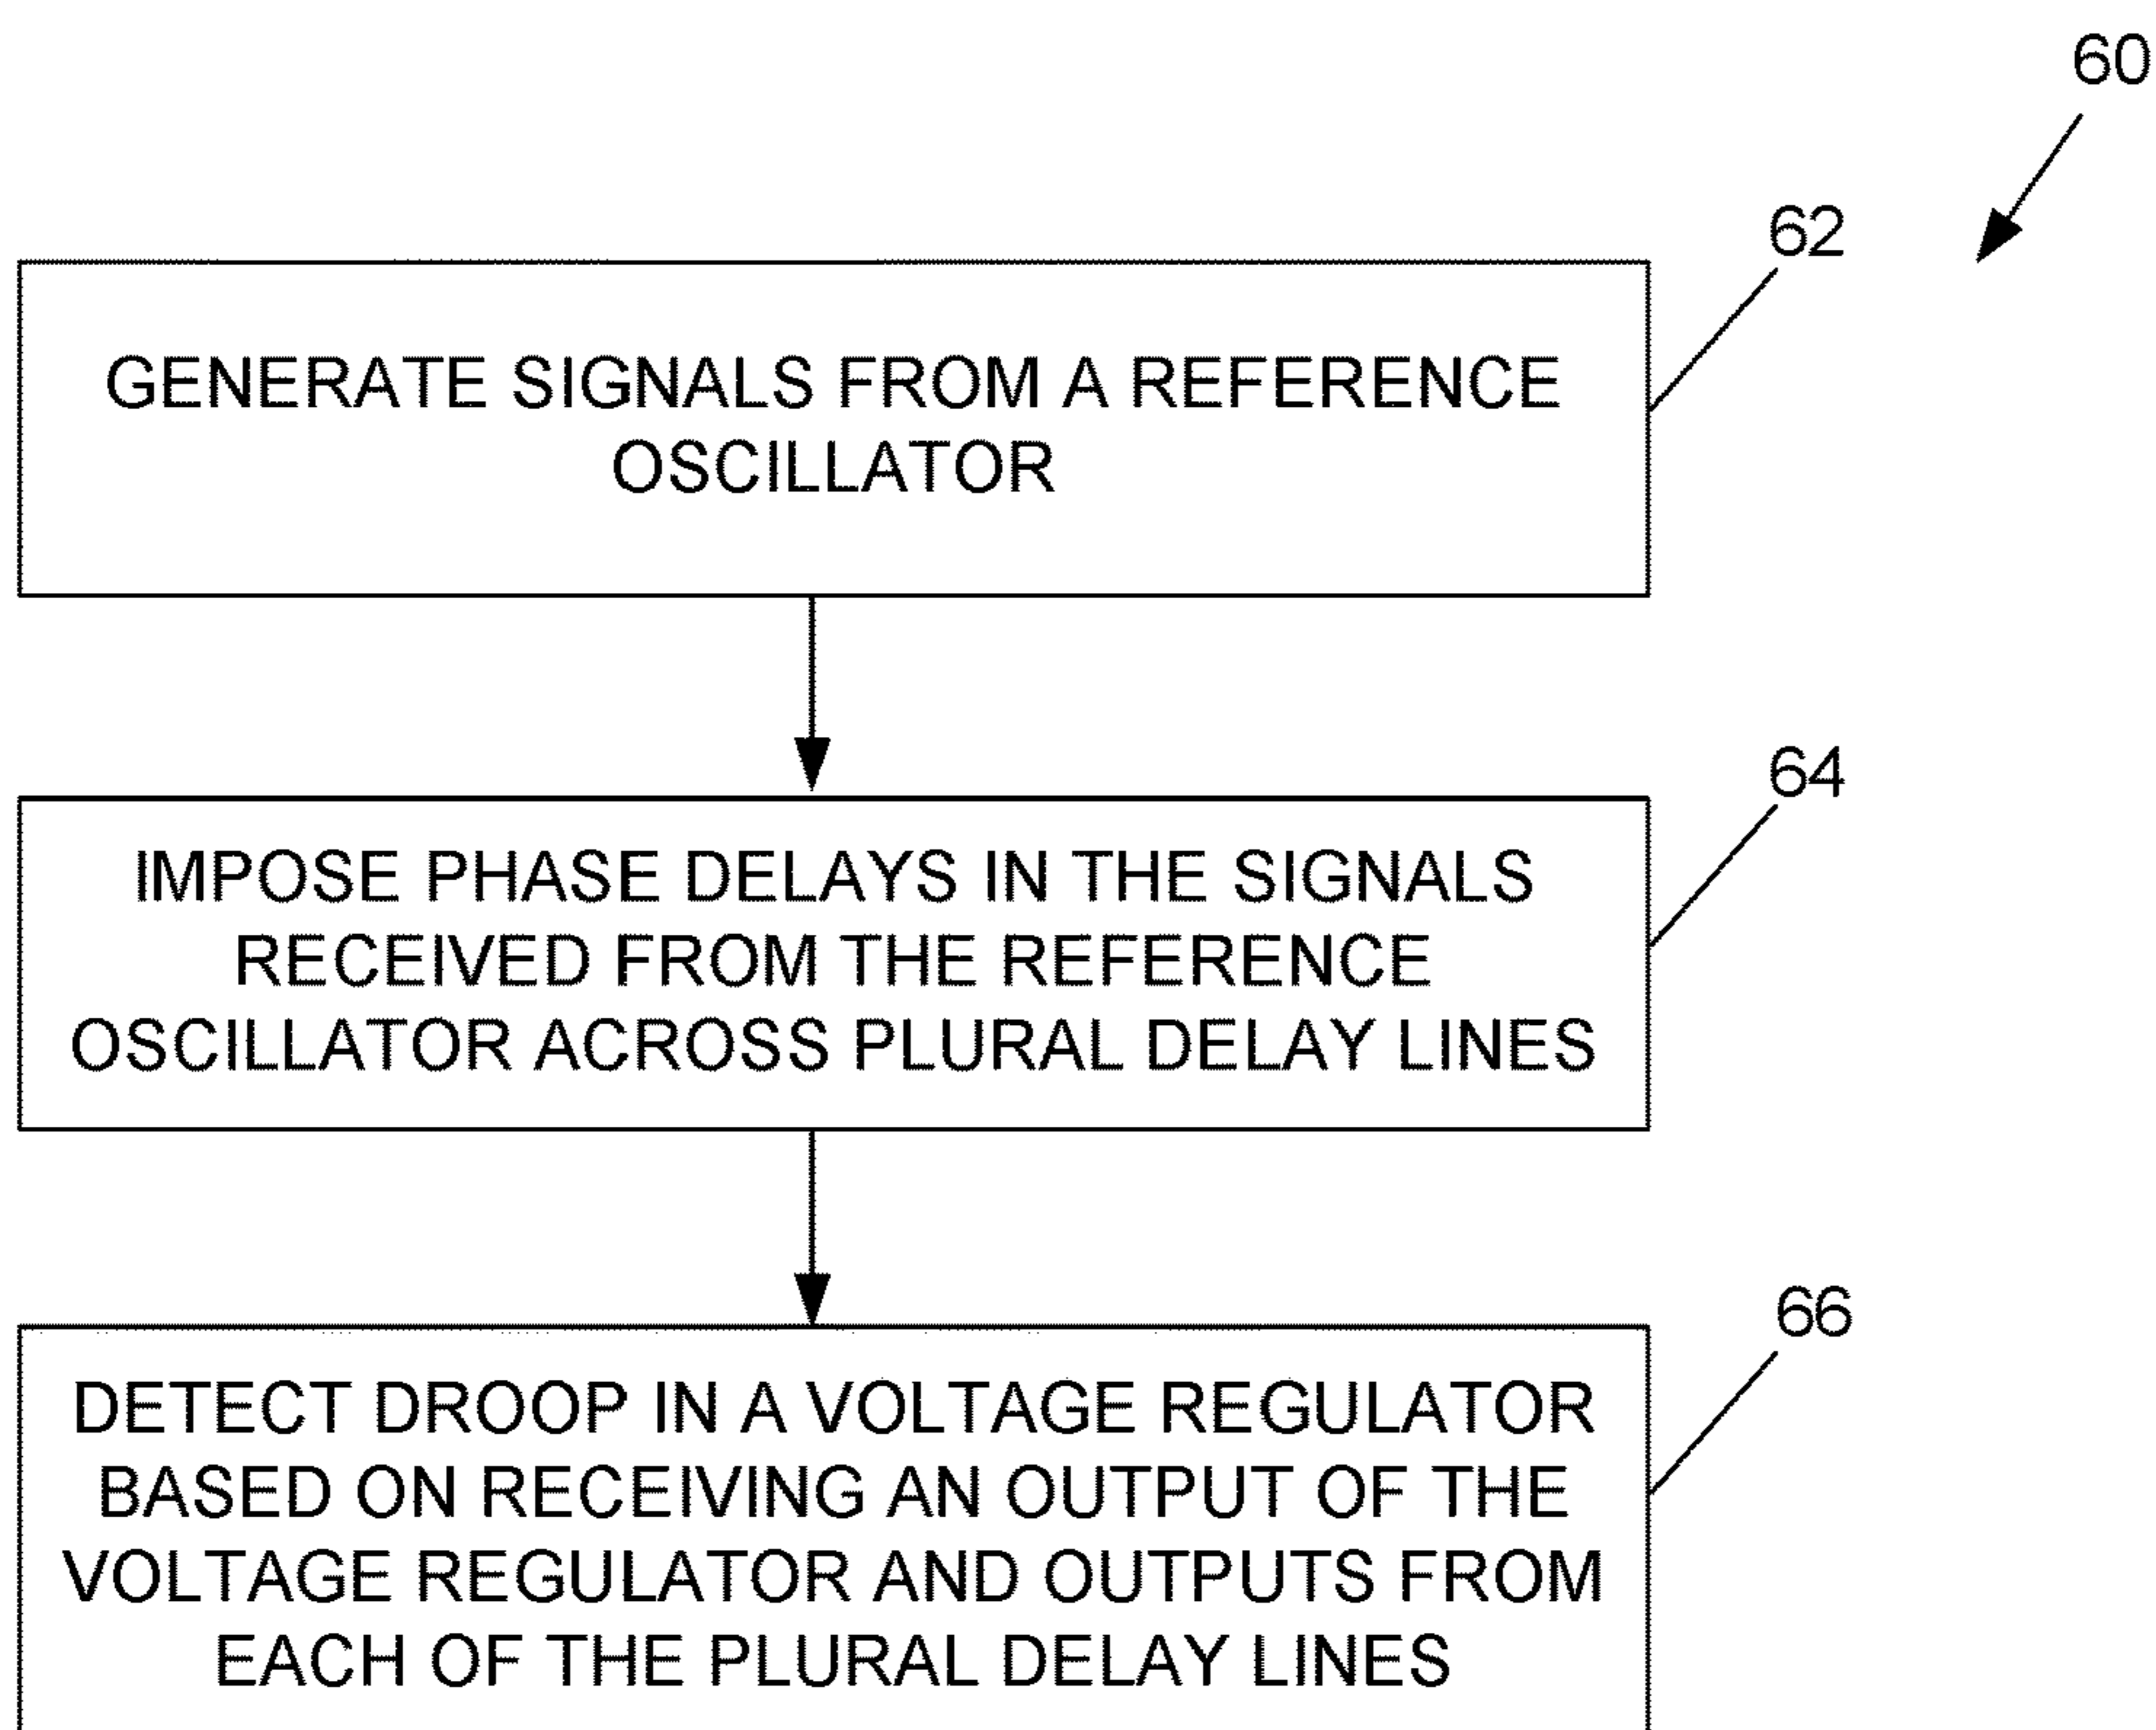 60
62
GENERATE SIGNALS FROM A REFERENCE
OSCILLATOR
64
IMPOSE PHASE DELAYS IN THE SIGNALS
RECEIVED FROM THE REFERENCE
OSCILLATOR ACROSS PLURAL DELAY LINES
66
DETECT DROOP IN A VOLTAGE REGULATOR
BASED ON RECEIVING AN OUTPUT OF THE
VOLTAGE REGULATOR AND OUTPUTS FROM
EACH OF THE PLURAL DELAY LINES